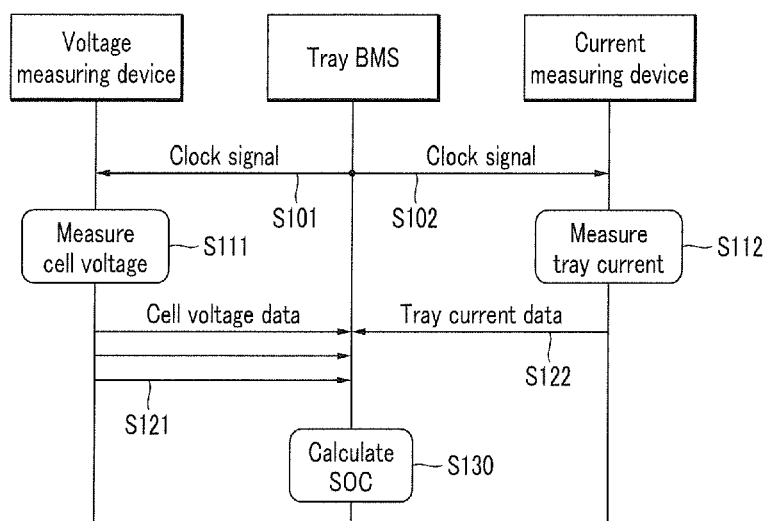 Voltage
measuring device
Tray BMS
Current
measuring device
Clock signal
Clock signal
S101
S102
Measure
cell voltage
S111
Measure
tray current
S112
Cell voltage data
Tray current data
S121
S122
Calculate
SOC
S130